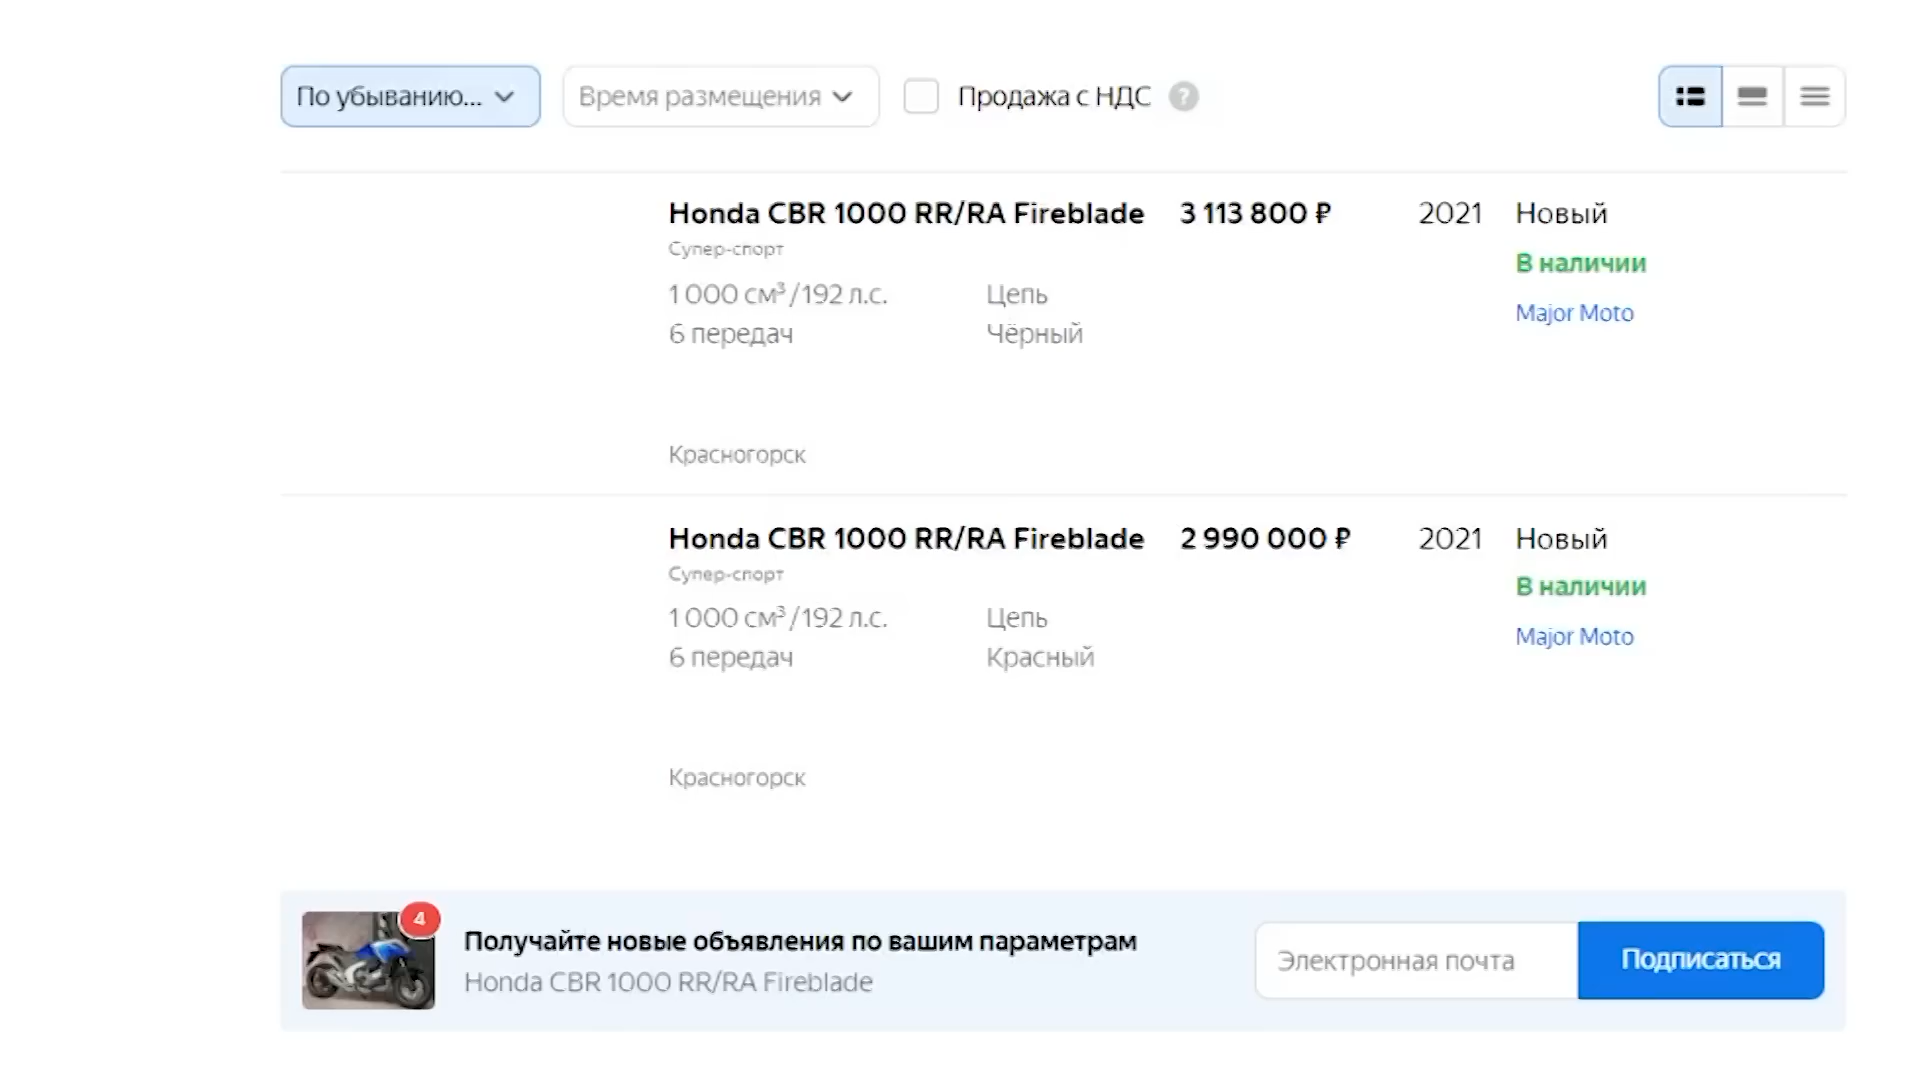 По убыванию... Время размещения Продажа с НДС ?
Honda CBR 1000 RR/RA Fireblade 3 113 800 ₽ 2021 Новый
Супер-спорт
В наличии
1 000 см³/192 л.с. Цепь
Major Moto
6 передач Чёрный
Красногорск
Honda CBR 1000 RR/RA Fireblade 2 990 000 ₽ 2021 Новый
Супер-спорт
В наличии
1 000 см³/192 л.с. Цепь
Major Moto
6 передач Красный
Красногорск
4
Получайте новые объявления по вашим параметрам
Honda CBR 1000 RR/RA Fireblade
Электронная почта Подписаться